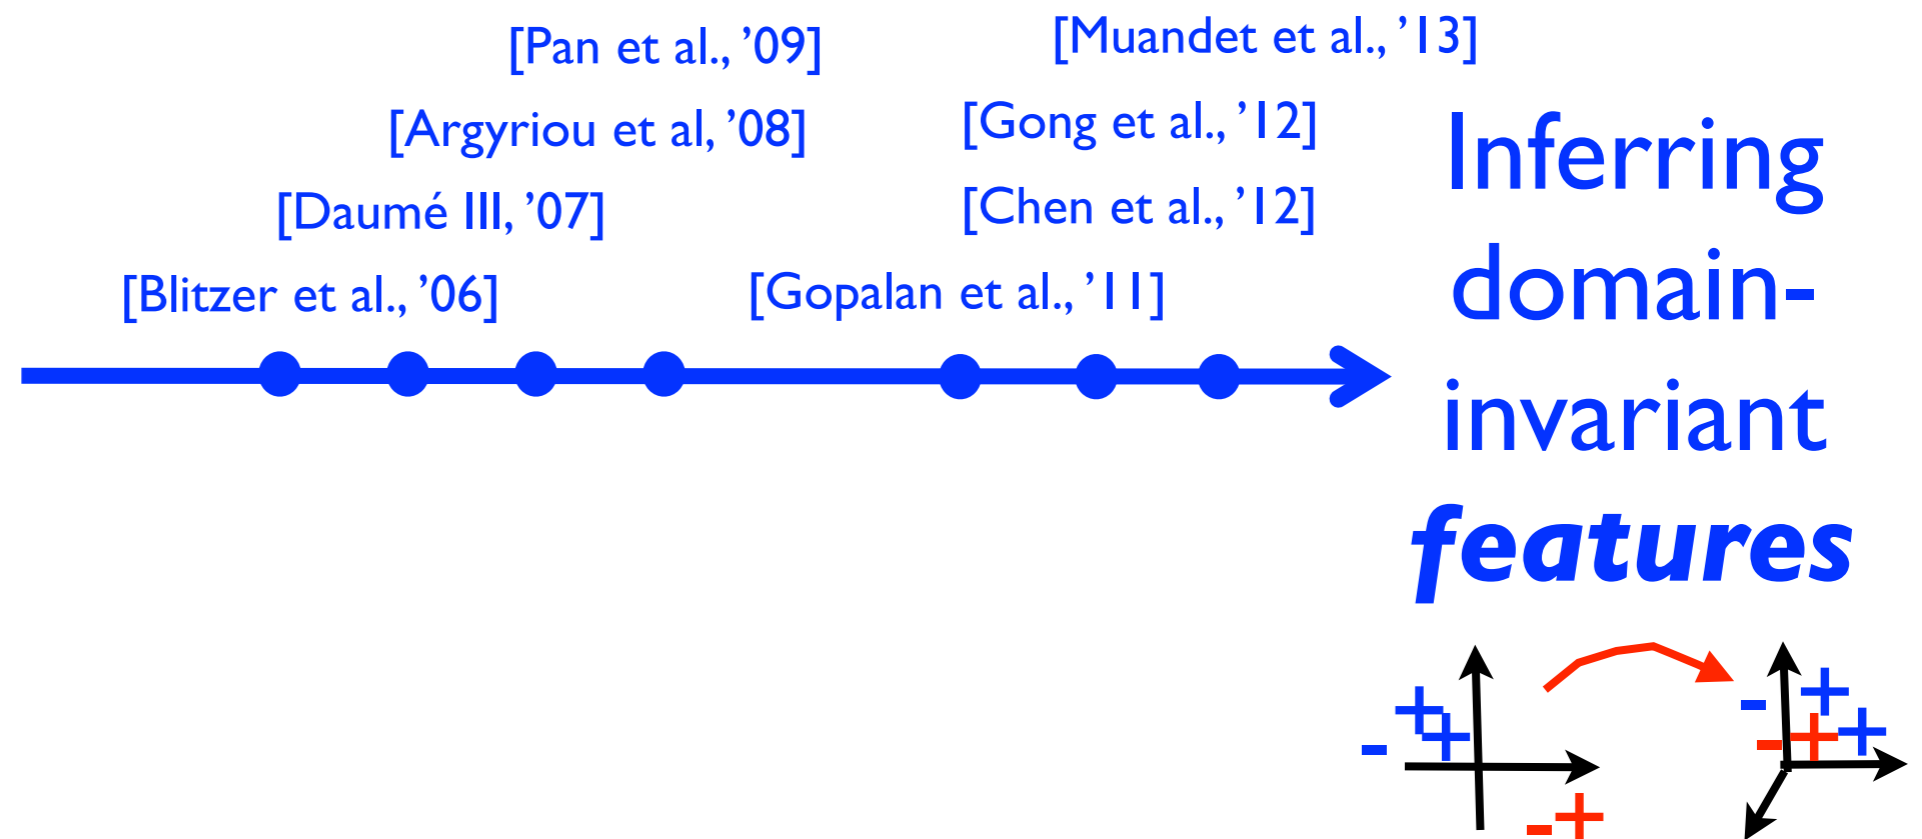 [Pan et al., ’09]
[Muandet et al., ’13]
[Argyriou et al, ’08]
[Gong et al., ’12]
[Daumé III, ’07]
[Chen et al., ’12]
[Blitzer et al., ’06]
[Gopalan et al., ’11]
Inferring
domain-
invariant
features